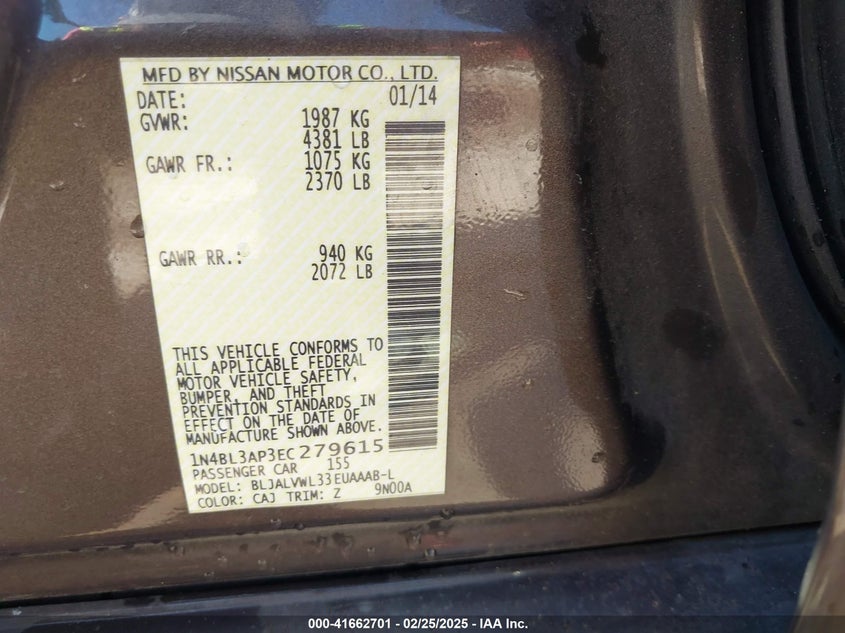 MFD BY NISSAN MOTOR CO., LTD.
DATE: 01/14
GVWR: 1987 KG
4381 LB
GAWR FR.: 1075 KG
2370 LB
GAWR RR.: 940 KG
2072 LB
THIS VEHICLE CONFORMS TO
ALL APPLICABLE FEDERAL
MOTOR VEHICLE SAFETY,
BUMPER, AND THEFT
PREVENTION STANDARDS IN
EFFECT ON THE DATE OF
MANUFACTURE SHOWN ABOVE.
1N4BL3AP3EC279615
PASSENGER CAR 155
MODEL: BLJALVWL33EUAAAB-L
COLOR: CAJ TRIM: Z 9N00A
000-41662701 - 02/25/2025 - IAA Inc.